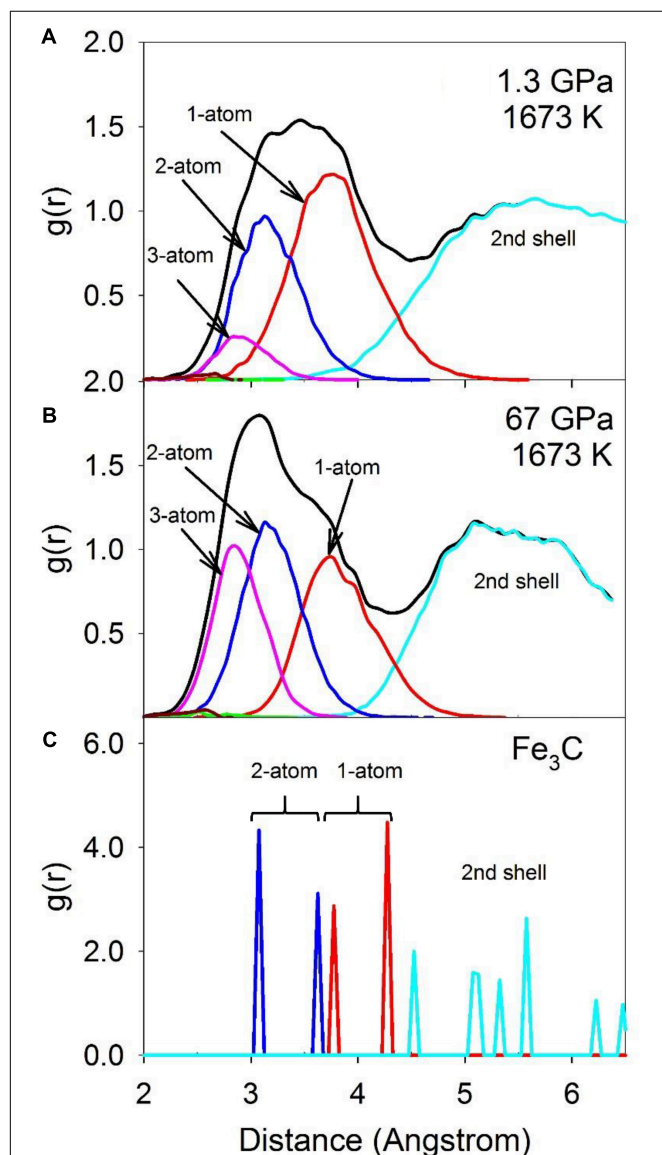 A
2.0
1.3 GPa
1673 K
1-atom
1.5
2-atom
g(r)
1.0
3-atom
2nd shell
0.5
2.0
B
67 GPa
1673 K
2-atom
1-atom
1.5
3-atom
g(r)
1.0
2nd shell
0.5
C
6.0
Fe₃C
2-atom 1-atom
g(r)
4.0
2nd shell
2.0
0.0
2 3 4 5 6
Distance (Angstrom)